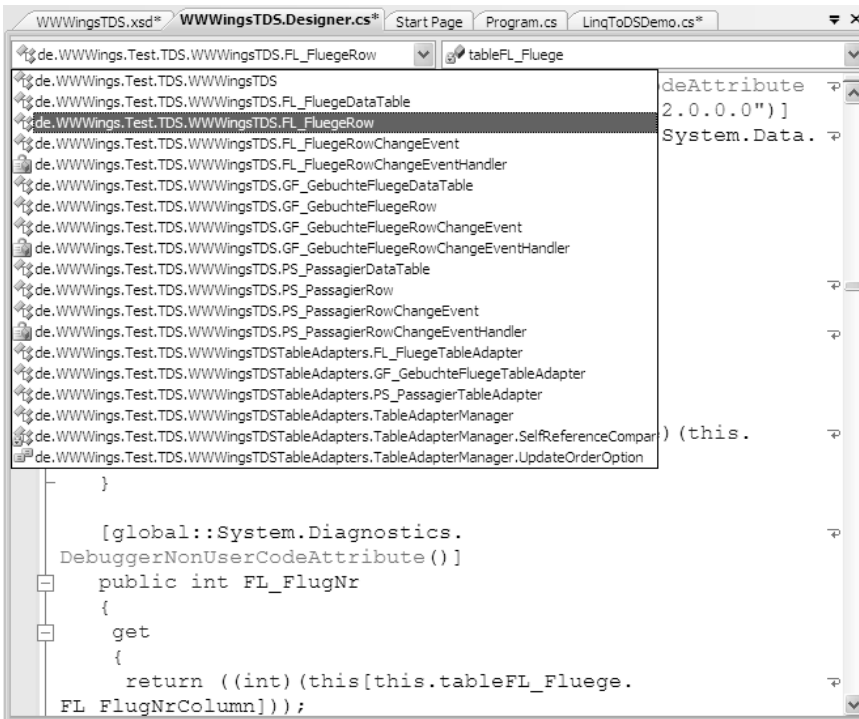 WWWingsTDS.xsd* WWWingsTDS.Designer.cs* Start Page Program.cs LinqToDSDemo.cs*
de.WWWings.Test.TDS.WWWingsTDS.FL_FluegeRow tableFL_Fluege
de.WWWings.Test.TDS.WWWingsTDS
de.WWWings.Test.TDS.WWWingsTDS.FL_FluegeDataTable
de.WWWings.Test.TDS.WWWingsTDS.FL_FluegeRow
de.WWWings.Test.TDS.WWWingsTDS.FL_FluegeRowChangeEvent
de.WWWings.Test.TDS.WWWingsTDS.FL_FluegeRowChangeEventHandler
de.WWWings.Test.TDS.WWWingsTDS.GF_GebuchteFluegeDataTable
de.WWWings.Test.TDS.WWWingsTDS.GF_GebuchteFluegeRow
de.WWWings.Test.TDS.WWWingsTDS.GF_GebuchteFluegeRowChangeEvent
de.WWWings.Test.TDS.WWWingsTDS.GF_GebuchteFluegeRowChangeEventHandler
de.WWWings.Test.TDS.WWWingsTDS.PS_PassagierDataTable
de.WWWings.Test.TDS.WWWingsTDS.PS_PassagierRow
de.WWWings.Test.TDS.WWWingsTDS.PS_PassagierRowChangeEvent
de.WWWings.Test.TDS.WWWingsTDS.PS_PassagierRowChangeEventHandler
de.WWWings.Test.TDS.WWWingsTDSTableAdapters.FL_FluegeTableAdapter
de.WWWings.Test.TDS.WWWingsTDSTableAdapters.GF_GebuchteFluegeTableAdapter
de.WWWings.Test.TDS.WWWingsTDSTableAdapters.PS_PassagierTableAdapter
de.WWWings.Test.TDS.WWWingsTDSTableAdapters.TableAdapterManager
de.WWWings.Test.TDS.WWWingsTDSTableAdapters.TableAdapterManager.SelfReferenceCompar
de.WWWings.Test.TDS.WWWingsTDSTableAdapters.TableAdapterManager.UpdateOrderOption
deAttribute
2.0.0.0")]
System.Data.
)(this.
}
[global::System.Diagnostics.
DebuggerNonUserCodeAttribute()]
public int FL_FlugNr
{
get
{
return ((int)(this[this.tableFL_Fluege.
FL_FlugNrColumn]));